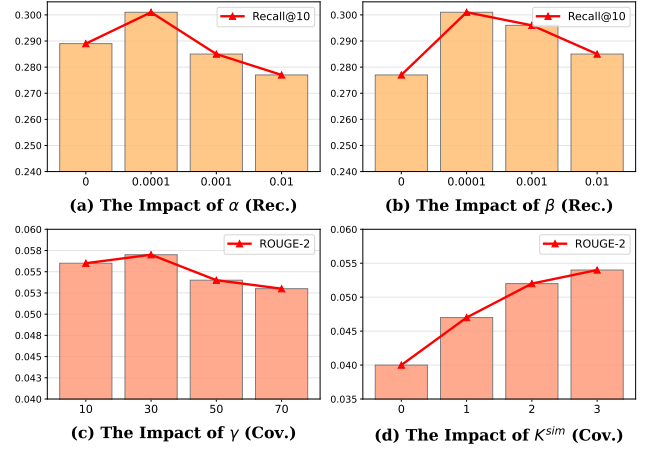 0.300
0.290
0.280
0.270
0.260
0.250
0.240
Recall@10
0 0.0001 0.001 0.01
(a) The Impact of α (Rec.)
0.300
0.290
0.280
0.270
0.260
0.250
0.240
Recall@10
0 0.0001 0.001 0.01
(b) The Impact of β (Rec.)
0.060
0.058
0.055
0.053
0.050
0.048
0.045
0.043
0.040
ROUGE-2
10 30 50 70
(c) The Impact of γ (Cov.)
0.060
0.055
0.050
0.045
0.040
0.035
ROUGE-2
0 1 2 3
(d) The Impact of K^sim (Cov.)